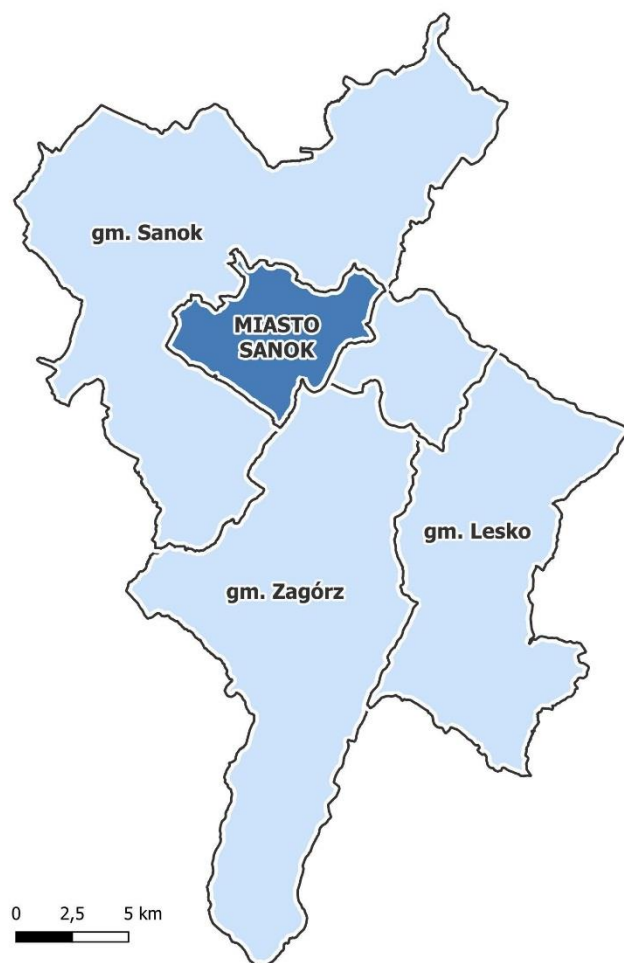 gm. Sanok
MIASTO
SANOK
gm. Lesko
gm. Zagórz
0 2,5 5 km